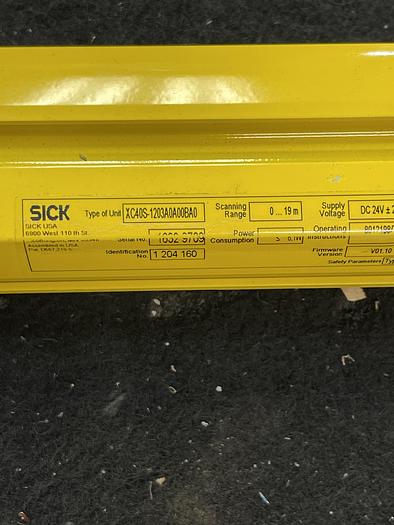 SICK
SICK USA
6900 West 110 th St.
Assembled in USA
Type of Unit XC40S-1203A0A00BA0
Serial No.
Identification No. 1 204 160
Scanning Range 0 ... 19 m
Power Consumption
Supply Voltage DC 24V ± 2
Operating Instructions
Firmware Version V01.10
Safety Parameters